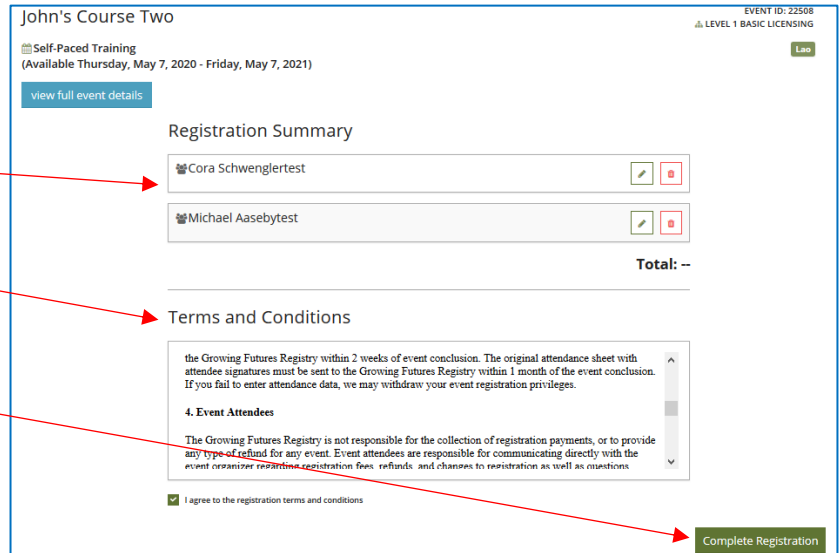 John's Course Two
EVENT ID: 22508
LEVEL 1 BASIC LICENSING
Self-Paced Training
(Available Thursday, May 7, 2020 - Friday, May 7, 2021)
Lao
view full event details
Registration Summary
Cora Schwenglertest
Michael Aasebytest
Total: --
Terms and Conditions
the Growing Futures Registry within 2 weeks of event conclusion. The original attendance sheet with
attendee signatures must be sent to the Growing Futures Registry within 1 month of the event conclusion.
If you fail to enter attendance data, we may withdraw your event registration privileges.
4. Event Attendees
The Growing Futures Registry is not responsible for the collection of registration payments, or to provide
any type of refund for any event. Event attendees are responsible for communicating directly with the
event organizer regarding registration fees, refunds, and changes to registration as well as questions
I agree to the registration terms and conditions
Complete Registration